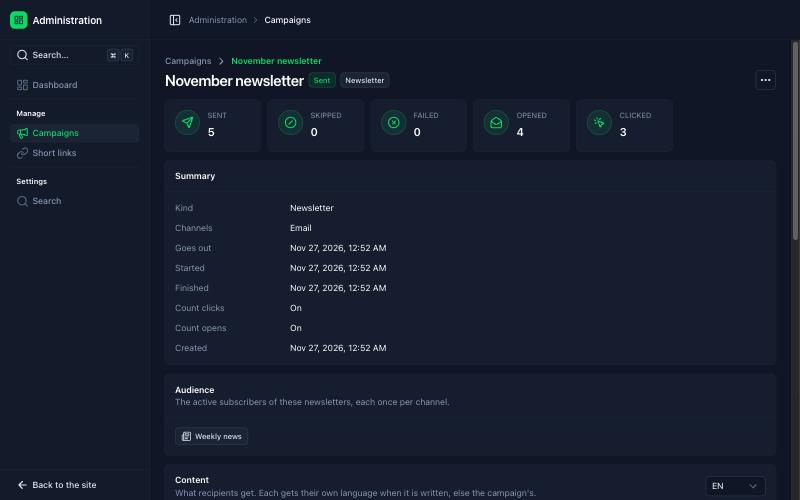 Administration
Administration > Campaigns
Search... ⌘ K
Dashboard
Manage
Campaigns
Short links
Settings
Search
Back to the site
Campaigns > November newsletter
November newsletter Sent Newsletter
SENT 5
SKIPPED 0
FAILED 0
OPENED 4
CLICKED 3
Summary
Kind Newsletter
Channels Email
Goes out Nov 27, 2026, 12:52 AM
Started Nov 27, 2026, 12:52 AM
Finished Nov 27, 2026, 12:52 AM
Count clicks On
Count opens On
Created Nov 27, 2026, 12:52 AM
Audience
The active subscribers of these newsletters, each once per channel.
Weekly news
Content
What recipients get. Each gets their own language when it is written, else the campaign's.
EN